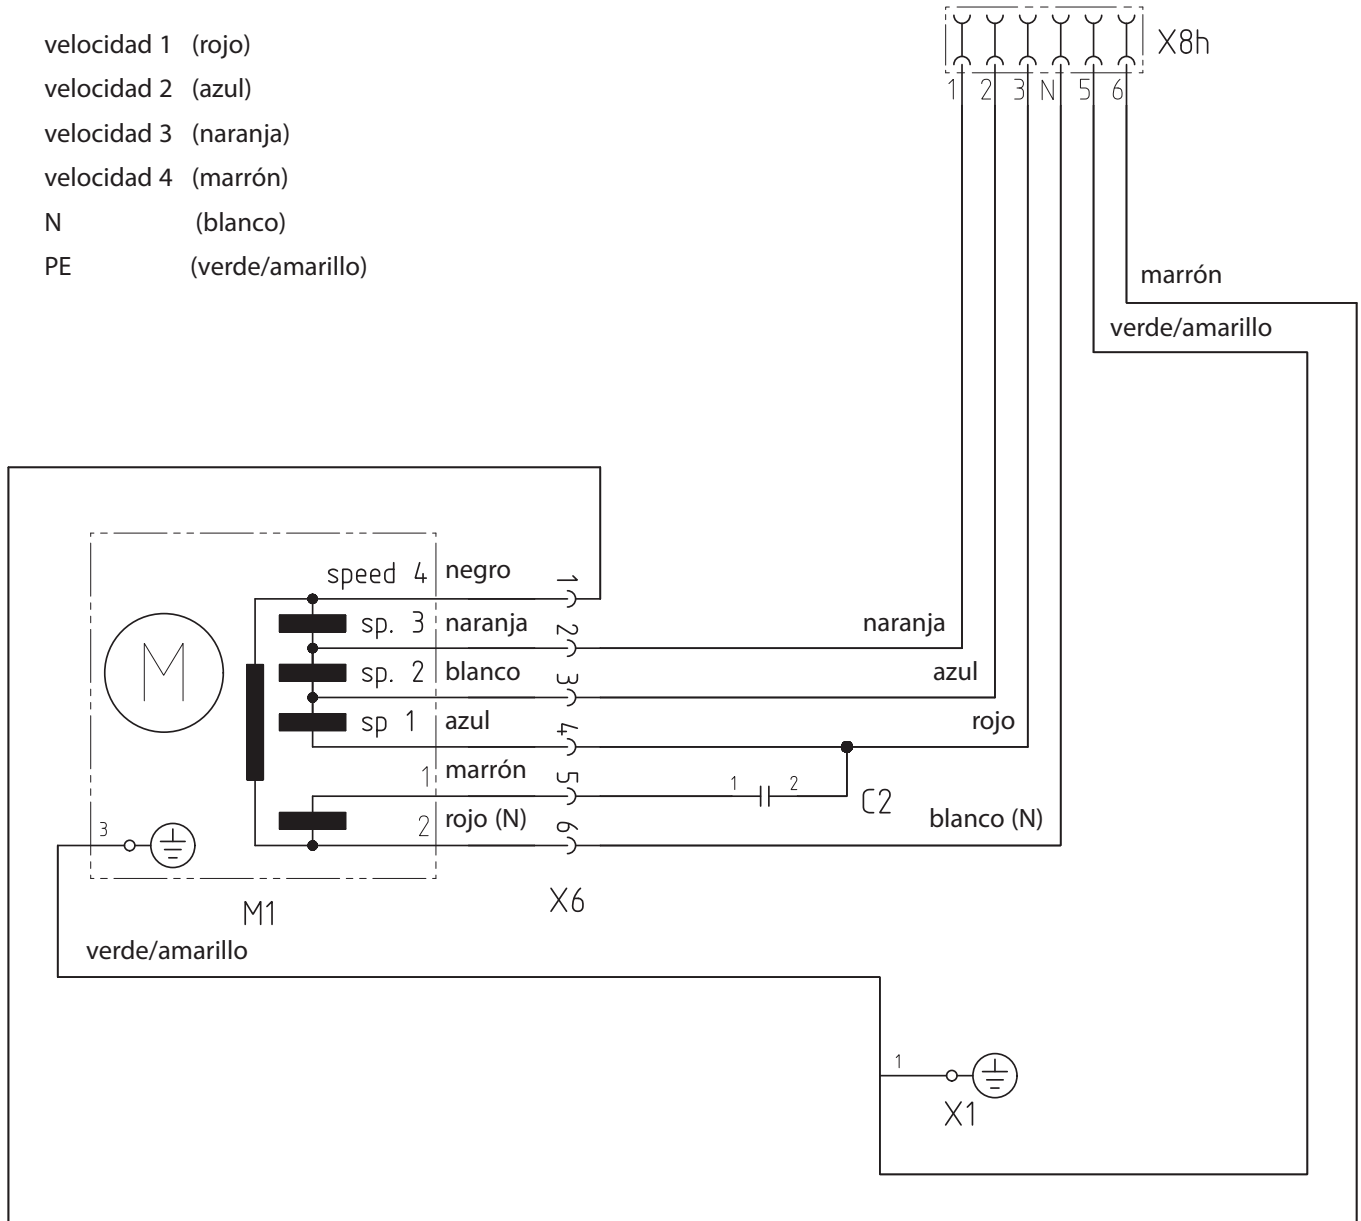 velocidad 1 (rojo)
velocidad 2 (azul)
velocidad 3 (naranja)
velocidad 4 (marrón)
N (blanco)
PE (verde/amarillo)
X8h
1 2 3 N 5 6
marrón
verde/amarillo
speed 4 negro 1
sp. 3 naranja 2 naranja
sp. 2 blanco 3 azul
sp 1 azul 4 rojo
1 marrón 5 1 2 C2
2 rojo (N) 6 blanco (N)
3
M
M1
X6
verde/amarillo
1
X1